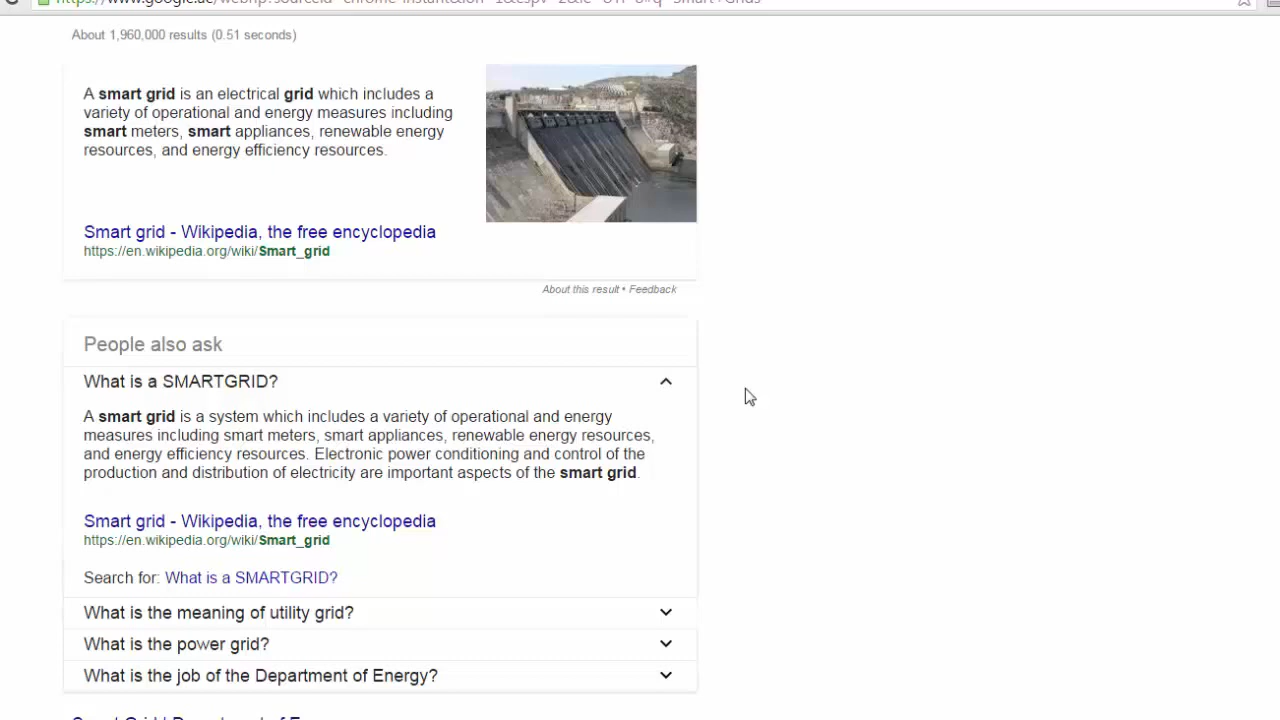 About 1,960,000 results (0.51 seconds)
A smart grid is an electrical grid which includes a
variety of operational and energy measures including
smart meters, smart appliances, renewable energy
resources, and energy efficiency resources.
Smart grid - Wikipedia, the free encyclopedia
https://en.wikipedia.org/wiki/Smart_grid
About this result • Feedback
People also ask
What is a SMARTGRID?
A smart grid is a system which includes a variety of operational and energy
measures including smart meters, smart appliances, renewable energy resources,
and energy efficiency resources. Electronic power conditioning and control of the
production and distribution of electricity are important aspects of the smart grid.
Smart grid - Wikipedia, the free encyclopedia
https://en.wikipedia.org/wiki/Smart_grid
Search for: What is a SMARTGRID?
What is the meaning of utility grid?
What is the power grid?
What is the job of the Department of Energy?